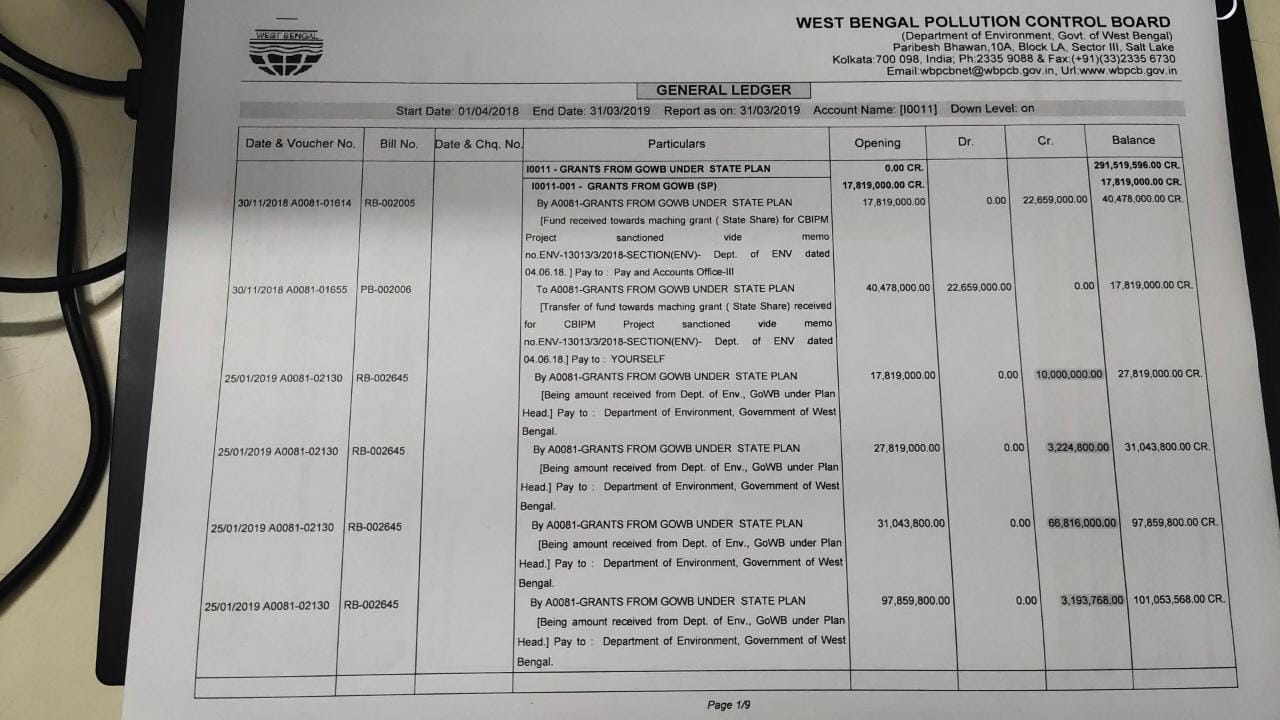 WEST BENGAL
WEST BENGAL POLLUTION CONTROL BOARD
(Department of Environment, Govt. of West Bengal)
Paribesh Bhawan,10A, Block LA, Sector III, Salt Lake
Kolkata:700 098, India; Ph:2335 9088 & Fax:(+91)(33)2335 6730
Email:wbpcbnet@wbpcb.gov.in, Url:www.wbpcb.gov.in
GENERAL LEDGER
Start Date: 01/04/2018 End Date: 31/03/2019 Report as on: 31/03/2019 Account Name: [I0011] Down Level: on
Date & Voucher No. Bill No. Date & Chq. No. Particulars Opening Dr. Cr. Balance
I0011 - GRANTS FROM GOWB UNDER STATE PLAN 0.00 CR. 291,519,596.00 CR.
I0011-001 - GRANTS FROM GOWB (SP) 17,819,000.00 CR. 17,819,000.00 CR.
30/11/2018 A0081-01614 RB-002005 By A0081-GRANTS FROM GOWB UNDER STATE PLAN 17,819,000.00 0.00 22,659,000.00 40,478,000.00 CR.
[Fund received towards maching grant ( State Share) for CBIPM
Project sanctioned vide memo
no.ENV-13013/3/2018-SECTION(ENV)- Dept. of ENV dated
04.06.18. ] Pay to : Pay and Accounts Office-III
30/11/2018 A0081-01655 PB-002006 To A0081-GRANTS FROM GOWB UNDER STATE PLAN 40,478,000.00 22,659,000.00 0.00 17,819,000.00 CR.
[Transfer of fund towards maching grant ( State Share) received
for CBIPM Project sanctioned vide memo
no.ENV-13013/3/2018-SECTION(ENV)- Dept. of ENV dated
04.06.18.] Pay to : YOURSELF
25/01/2019 A0081-02130 RB-002645 By A0081-GRANTS FROM GOWB UNDER STATE PLAN 17,819,000.00 0.00 10,000,000.00 27,819,000.00 CR.
[Being amount received from Dept. of Env., GoWB under Plan
Head.] Pay to : Department of Environment, Government of West
Bengal.
25/01/2019 A0081-02130 RB-002645 By A0081-GRANTS FROM GOWB UNDER STATE PLAN 27,819,000.00 0.00 3,224,800.00 31,043,800.00 CR.
[Being amount received from Dept. of Env., GoWB under Plan
Head.] Pay to : Department of Environment, Government of West
Bengal.
25/01/2019 A0081-02130 RB-002645 By A0081-GRANTS FROM GOWB UNDER STATE PLAN 31,043,800.00 0.00 66,816,000.00 97,859,800.00 CR.
[Being amount received from Dept. of Env., GoWB under Plan
Head.] Pay to : Department of Environment, Government of West
Bengal.
25/01/2019 A0081-02130 RB-002645 By A0081-GRANTS FROM GOWB UNDER STATE PLAN 97,859,800.00 0.00 3,193,768.00 101,053,568.00 CR.
[Being amount received from Dept. of Env., GoWB under Plan
Head.] Pay to : Department of Environment, Government of West
Bengal.
Page 1/9